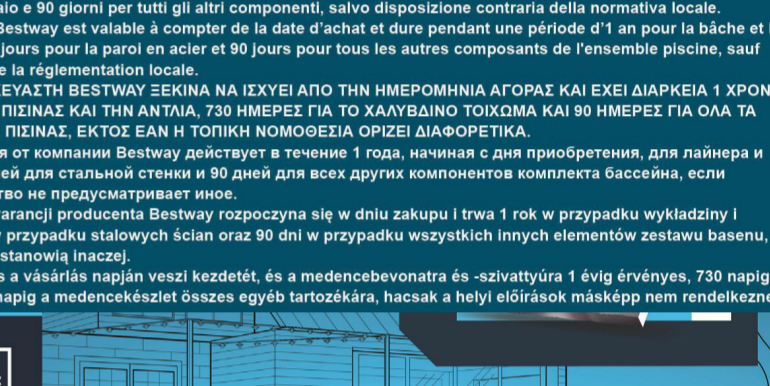 aio e 90 giorni per tutti gli altri componenti, salvo disposizione contraria della normativa locale.
Bestway est valable à compter de la date d'achat et dure pendant une période d'1 an pour la bâche et l
jours pour la paroi en acier et 90 jours pour tous les autres composants de l'ensemble piscine, sauf
e la réglementation locale.
ΕΥΑΣΤΗ BESTWAY ΞΕΚΙΝΑ ΝΑ ΙΣΧΥΕΙ ΑΠΟ ΤΗΝ ΗΜΕΡΟΜΗΝΙΑ ΑΓΟΡΑΣ ΚΑΙ ΕΧΕΙ ΔΙΑΡΚΕΙΑ 1 ΧΡΟΝ
ΠΙΣΙΝΑΣ ΚΑΙ ΤΗΝ ΑΝΤΛΙΑ, 730 ΗΜΕΡΕΣ ΓΙΑ ΤΟ ΧΑΛΥΒΔΙΝΟ ΤΟΙΧΩΜΑ ΚΑΙ 90 ΗΜΕΡΕΣ ΓΙΑ ΟΛΑ ΤΑ
ΠΙΣΙΝΑΣ, ΕΚΤΟΣ ΕΑΝ Η ΤΟΠΙΚΗ ΝΟΜΟΘΕΣΙΑ ΟΡΙΖΕΙ ΔΙΑΦΟΡΕΤΙΚΑ.
я от компании Bestway действует в течение 1 года, начиная с дня приобретения, для лайнера и
ей для стальной стенки и 90 дней для всех других компонентов комплекта бассейна, если
тво не предусматривает иное.
arancji producenta Bestway rozpoczyna się w dniu zakupu i trwa 1 rok w przypadku wykładziny i
przypadku stalowych ścian oraz 90 dni w przypadku wszystkich innych elementów zestawu basenu,
stanowią inaczej.
s a vásárlás napján veszi kezdetét, és a medencebevonatra és -szivattyúra 1 évig érvényes, 730 napig
napig a medencekészlet összes egyéb tartozékára, hacsak a helyi előírások másképp nem rendelkezne